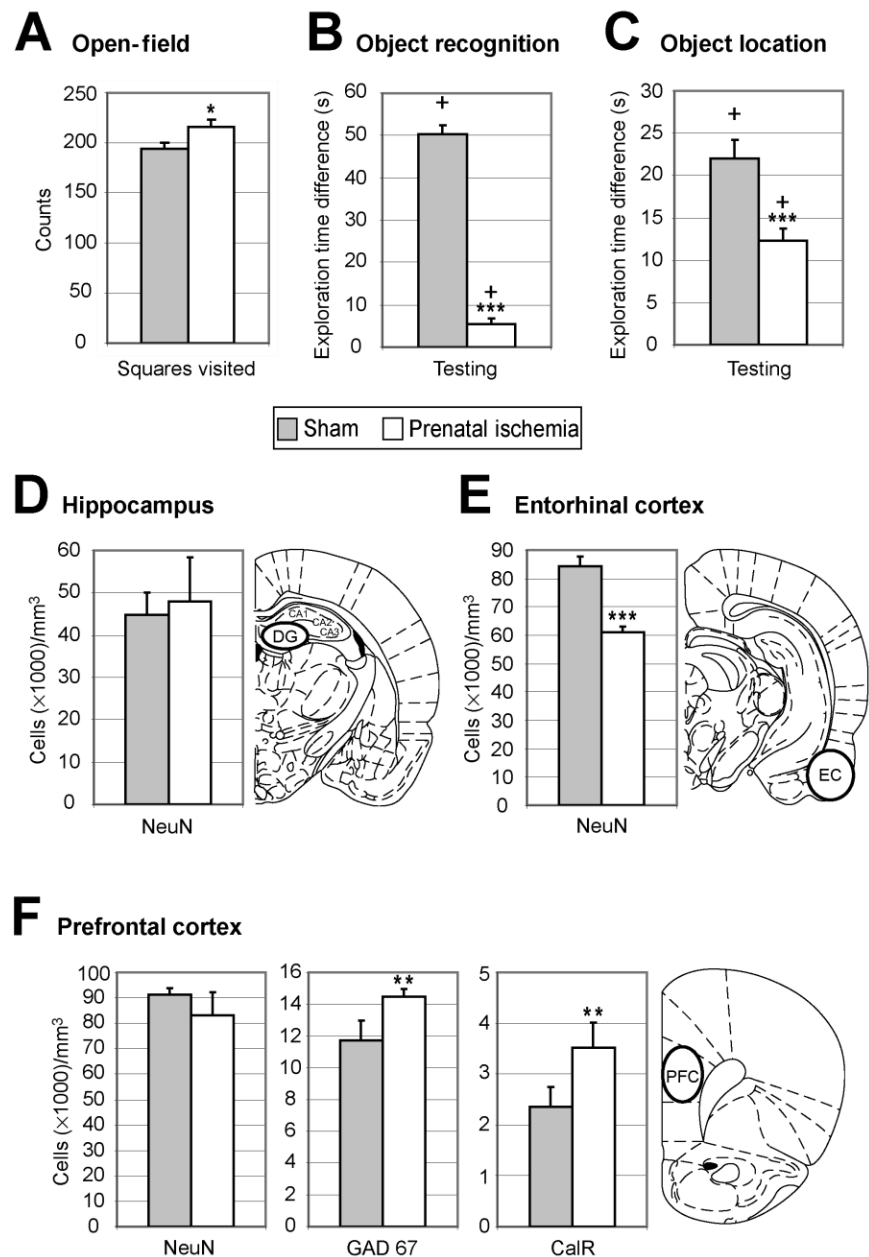 A Open-field
250
200
150
100
50
0
Counts
*
Squares visited
B Object recognition
60
50
40
30
20
10
0
Exploration time difference (s)
+
+
***
Testing
C Object location
30
25
20
15
10
5
0
Exploration time difference (s)
+
+
***
Testing
Sham Prenatal ischemia
D Hippocampus
60
50
40
30
20
10
0
Cells (×1000)/mm³
NeuN
CA1
CA2
CA3
DG
E Entorhinal cortex
90
80
70
60
50
40
30
20
10
0
Cells (×1000)/mm³
***
NeuN
EC
F Prefrontal cortex
100
90
80
70
60
50
40
30
20
10
0
Cells (×1000)/mm³
NeuN
16
14
12
10
8
6
4
2
0
**
GAD 67
5
4
3
2
1
0
**
CalR
PFC